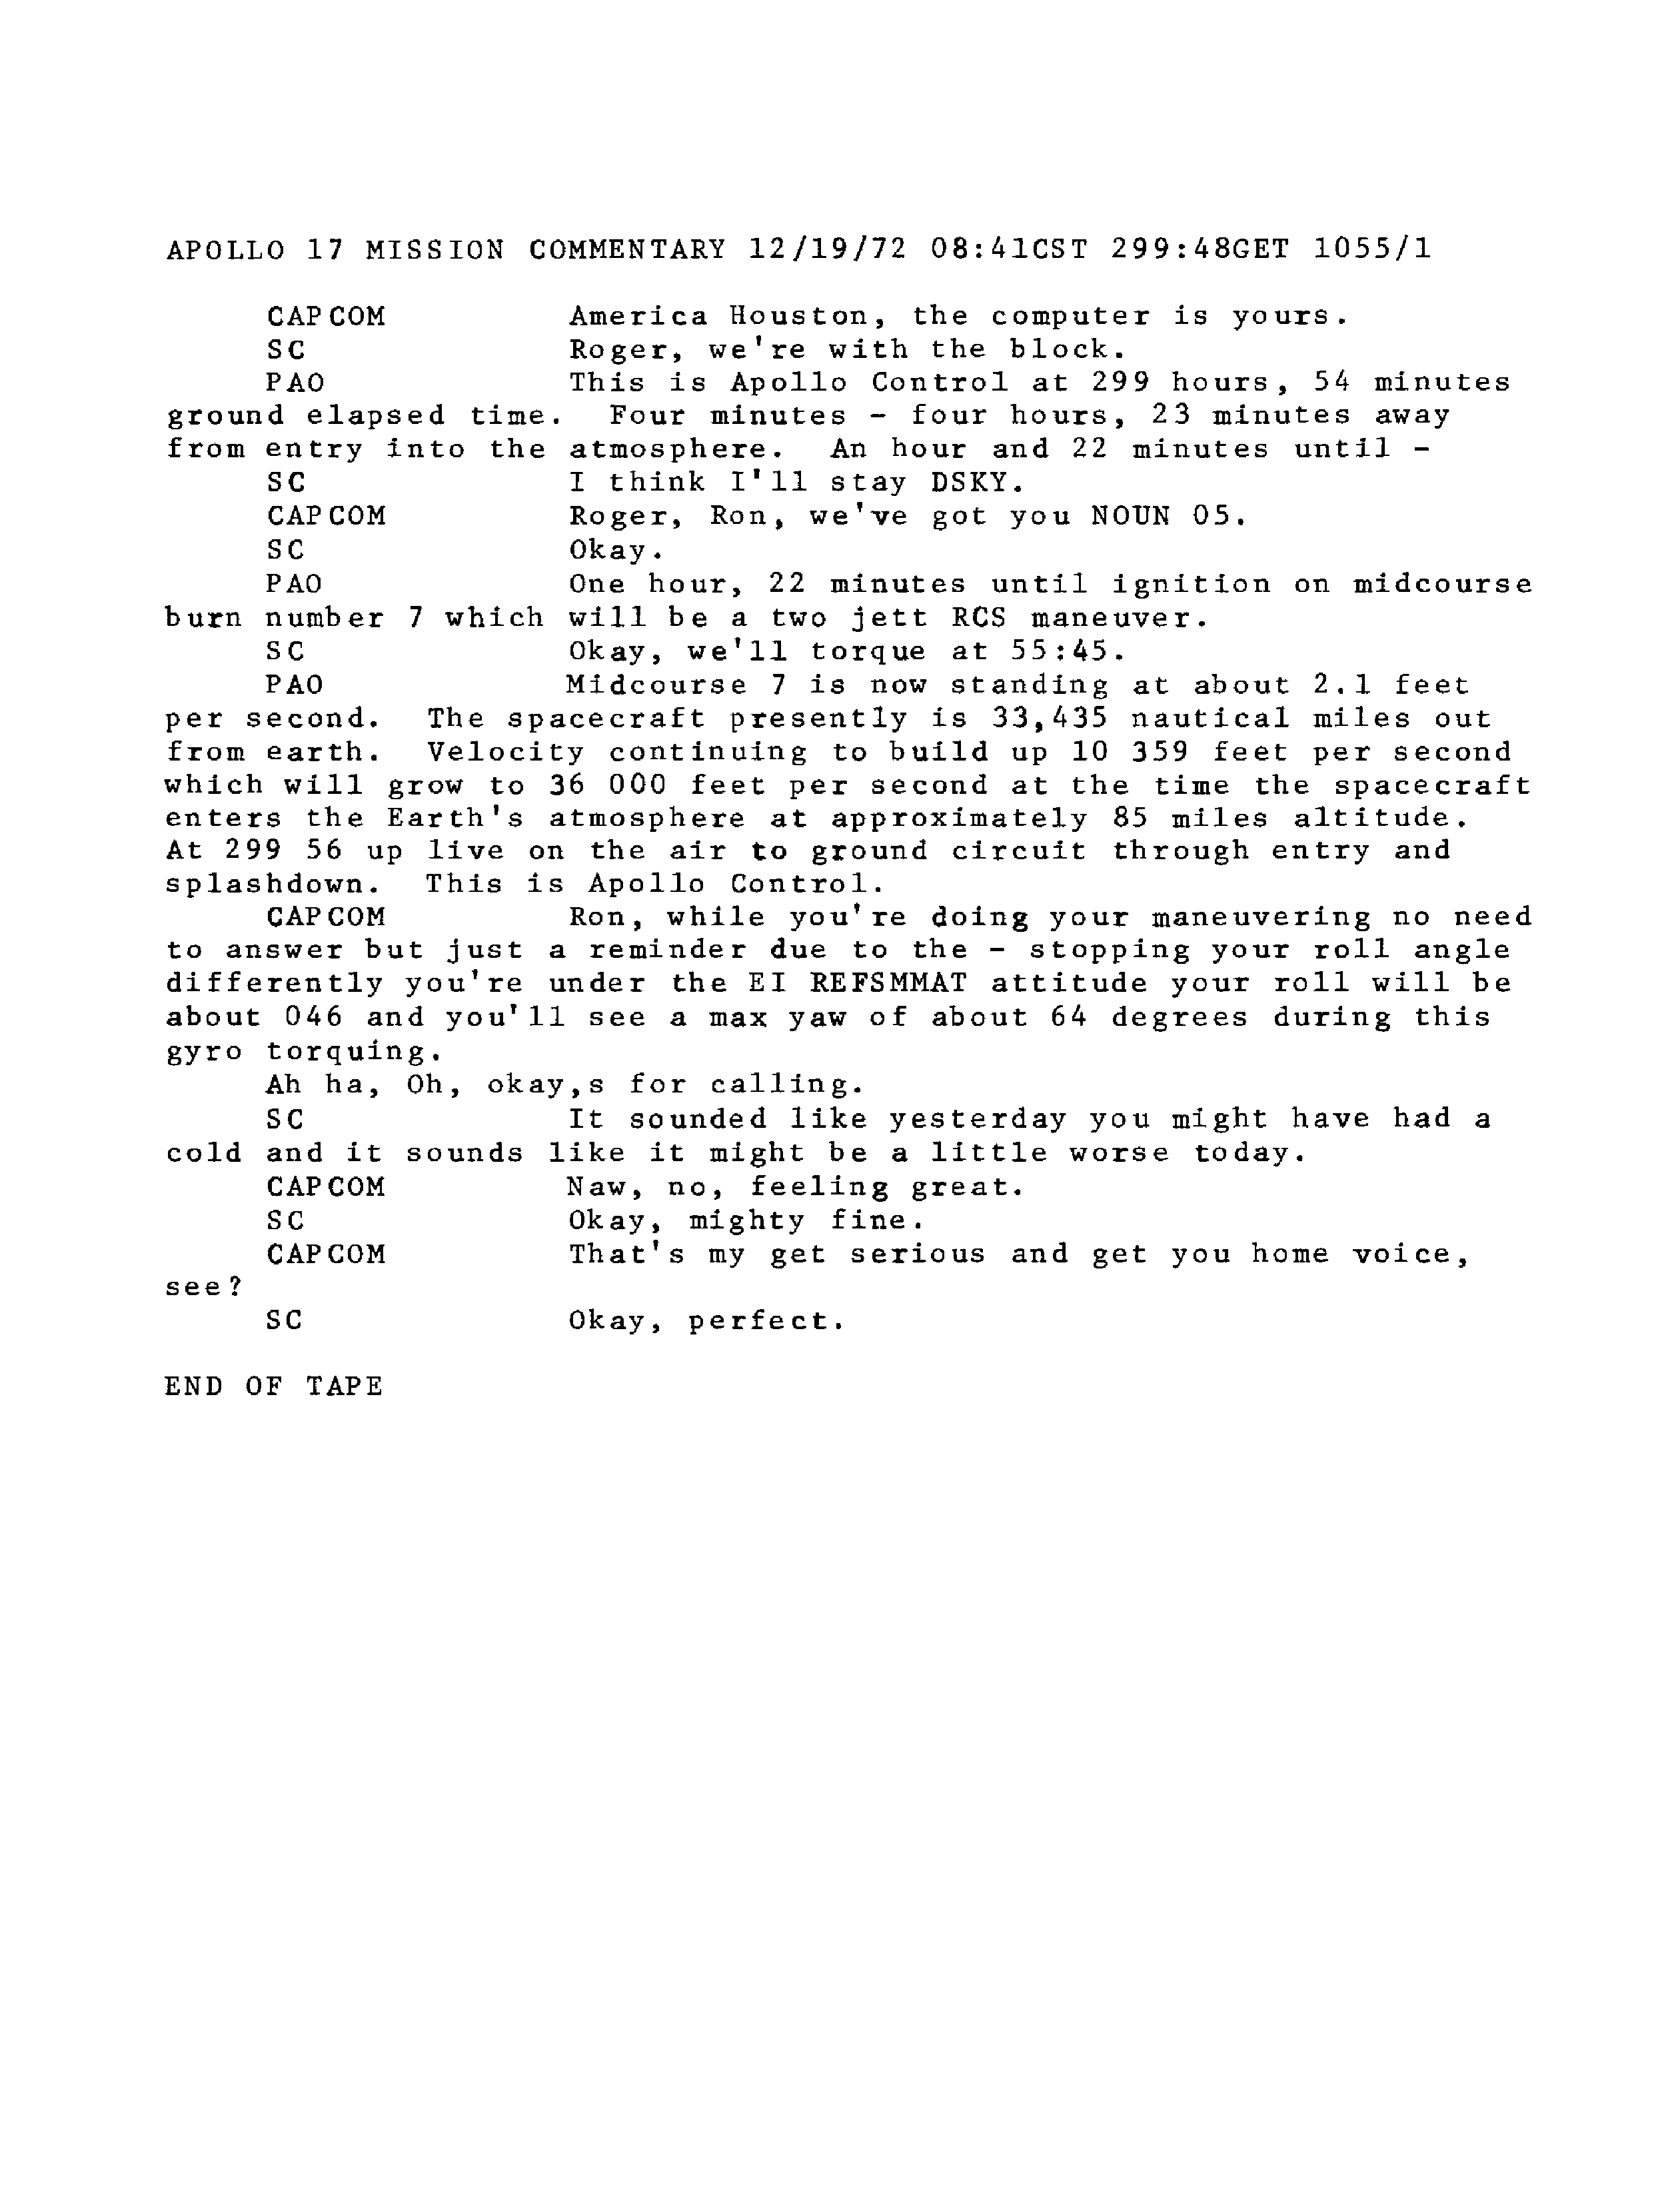 APOLLO 17 MISSION COMMENTARY 12/19/72 08:41CST 299:48GET 1055/1
CAPCOM America Houston, the computer is yours.
SC Roger, we're with the block.
PAO This is Apollo Control at 299 hours, 54 minutes
ground elapsed time. Four minutes - four hours, 23 minutes away
from entry into the atmosphere. An hour and 22 minutes until -
SC I think I'll stay DSKY.
CAPCOM Roger, Ron, we've got you NOUN 05.
SC Okay.
PAO One hour, 22 minutes until ignition on midcourse
burn number 7 which will be a two jett RCS maneuver.
SC Okay, we'll torque at 55:45.
PAO Midcourse 7 is now standing at about 2.1 feet
per second. The spacecraft presently is 33,435 nautical miles out
from earth. Velocity continuing to build up 10 359 feet per second
which will grow to 36 000 feet per second at the time the spacecraft
enters the Earth's atmosphere at approximately 85 miles altitude.
At 299 56 up live on the air to ground circuit through entry and
splashdown. This is Apollo Control.
CAPCOM Ron, while you're doing your maneuvering no need
to answer but just a reminder due to the - stopping your roll angle
differently you're under the EI REFSMMAT attitude your roll will be
about 046 and you'll see a max yaw of about 64 degrees during this
gyro torquing.
Ah ha, Oh, okay,s for calling.
SC It sounded like yesterday you might have had a
cold and it sounds like it might be a little worse today.
CAPCOM Naw, no, feeling great.
SC Okay, mighty fine.
CAPCOM That's my get serious and get you home voice,
see?
SC Okay, perfect.
END OF TAPE